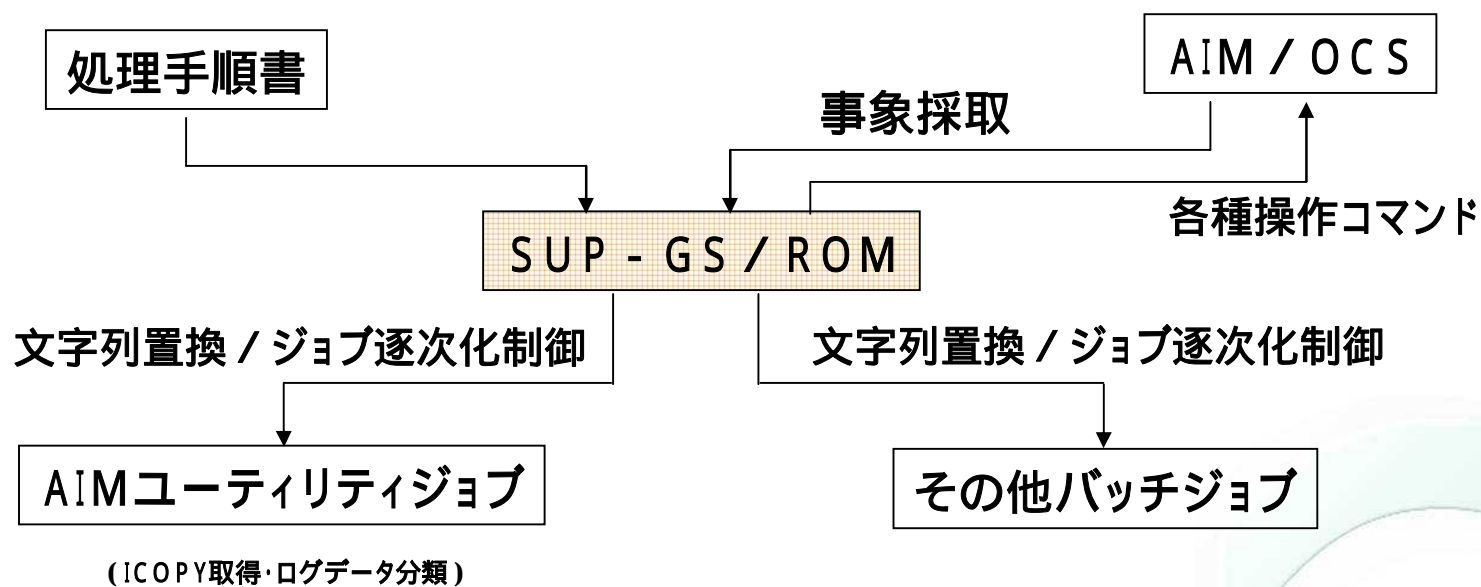 処理手順書
AIM/OCS
事象採取
各種操作コマンド
SUP-GS/ROM
文字列置換/ジョブ逐次化制御
文字列置換/ジョブ逐次化制御
AIMユーティリティジョブ
その他バッチジョブ
(ICOPY取得・ログデータ分類)